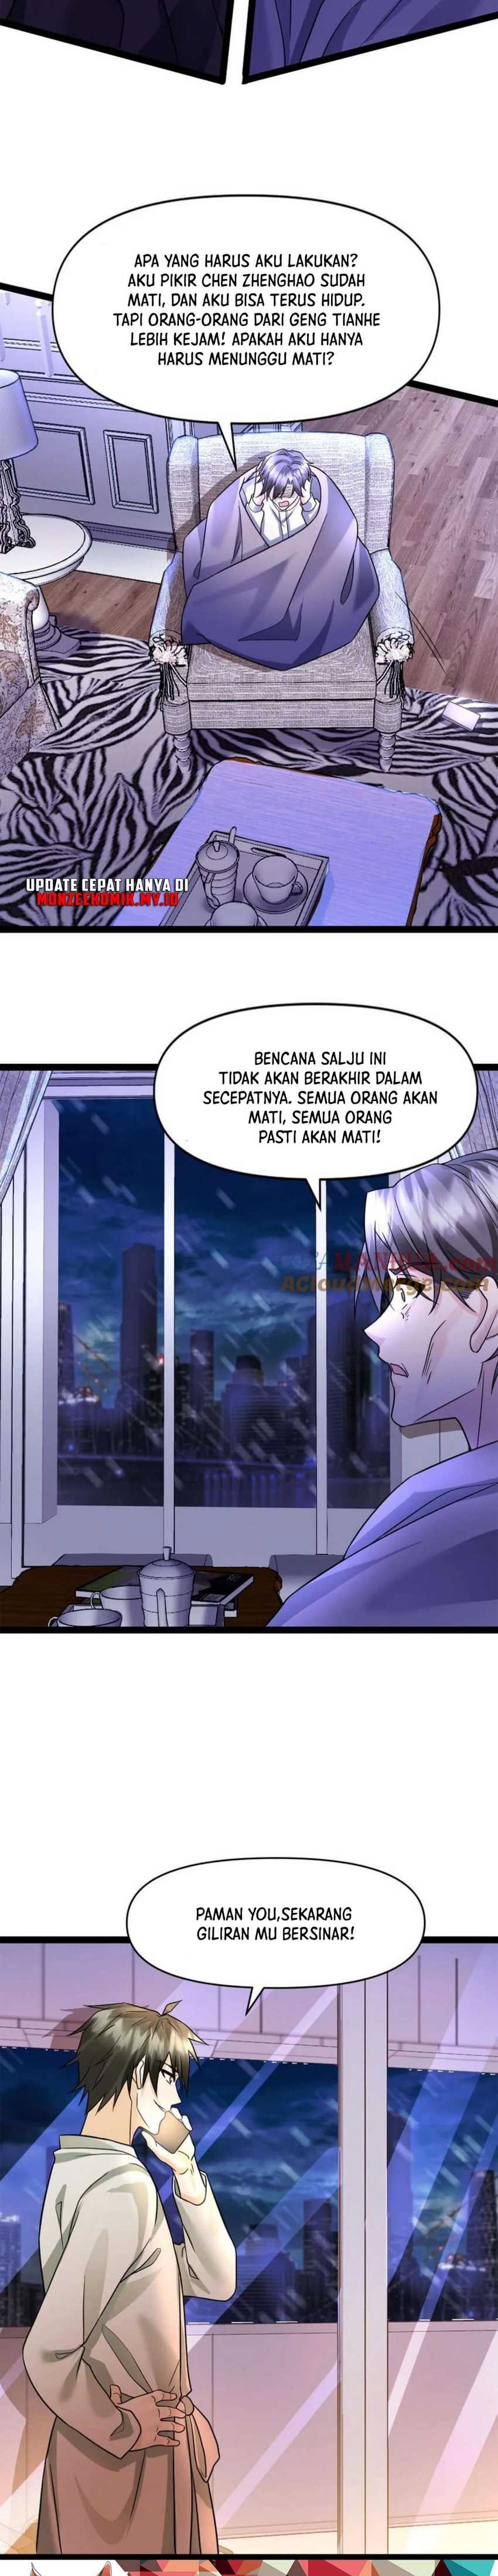 APA YANG HARUS AKU LAKUKAN?
AKU PIKIR CHEN ZHENGHAO SUDAH
MATI, DAN AKU BISA TERUS HIDUP.
TAPI ORANG-ORANG DARI GENG TIANHE
LEBIH KEJAM! APAKAH AKU HANYA
HARUS MENUNGGU MATI?
UPDATE CEPAT HANYA DI
MONZEEKOMIK.MY.ID
BENCANA SALJU INI
TIDAK AKAN BERAKHIR DALAM
SECEPATNYA. SEMUA ORANG AKAN
MATI, SEMUA ORANG
PASTI AKAN MATI!
ACloudMerge.com
PAMAN YOU,SEKARANG
GILIRAN MU BERSINAR!